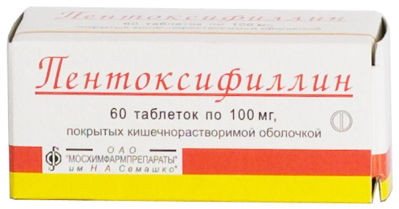 Пентоксифиллин
60 таблеток по 100 мг,
покрытых кишечнорастворимой оболочкой
ОАО
"МОСХИМФАРМПРЕПАРАТЫ"
им Н.А. Семашко"